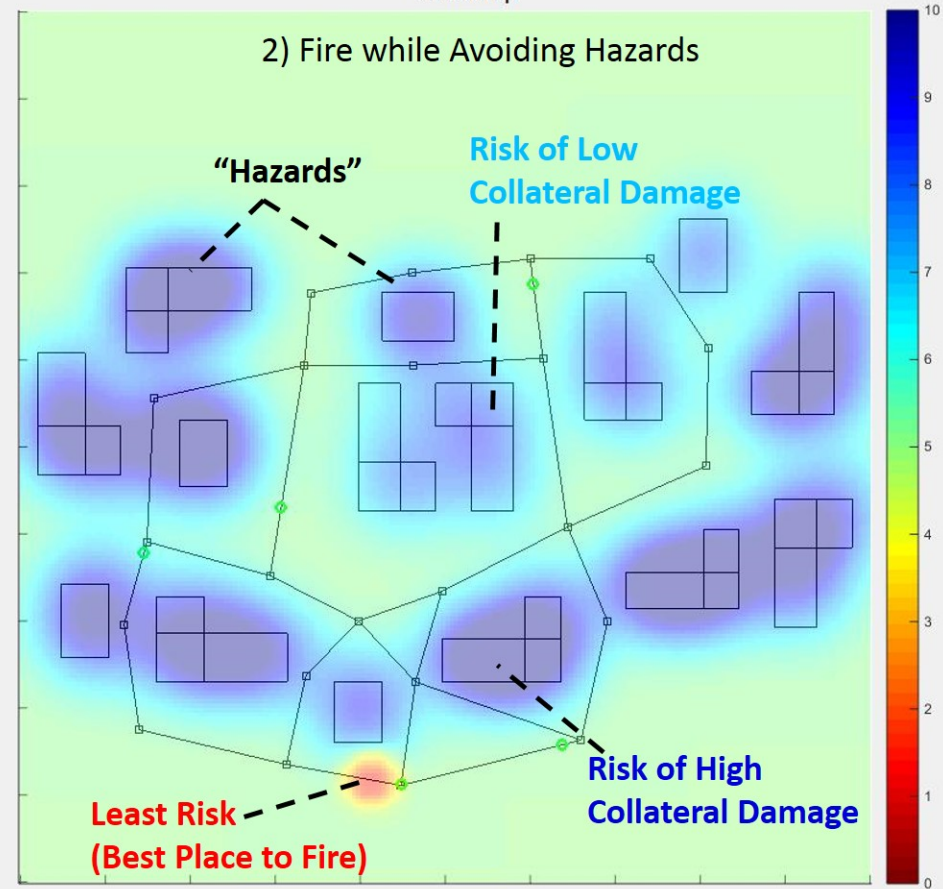 2) Fire while Avoiding Hazards
“Hazards”
Risk of Low
Collateral Damage
Risk of High
Collateral Damage
Least Risk
(Best Place to Fire)
10
9
8
7
6
5
4
3
2
1
0